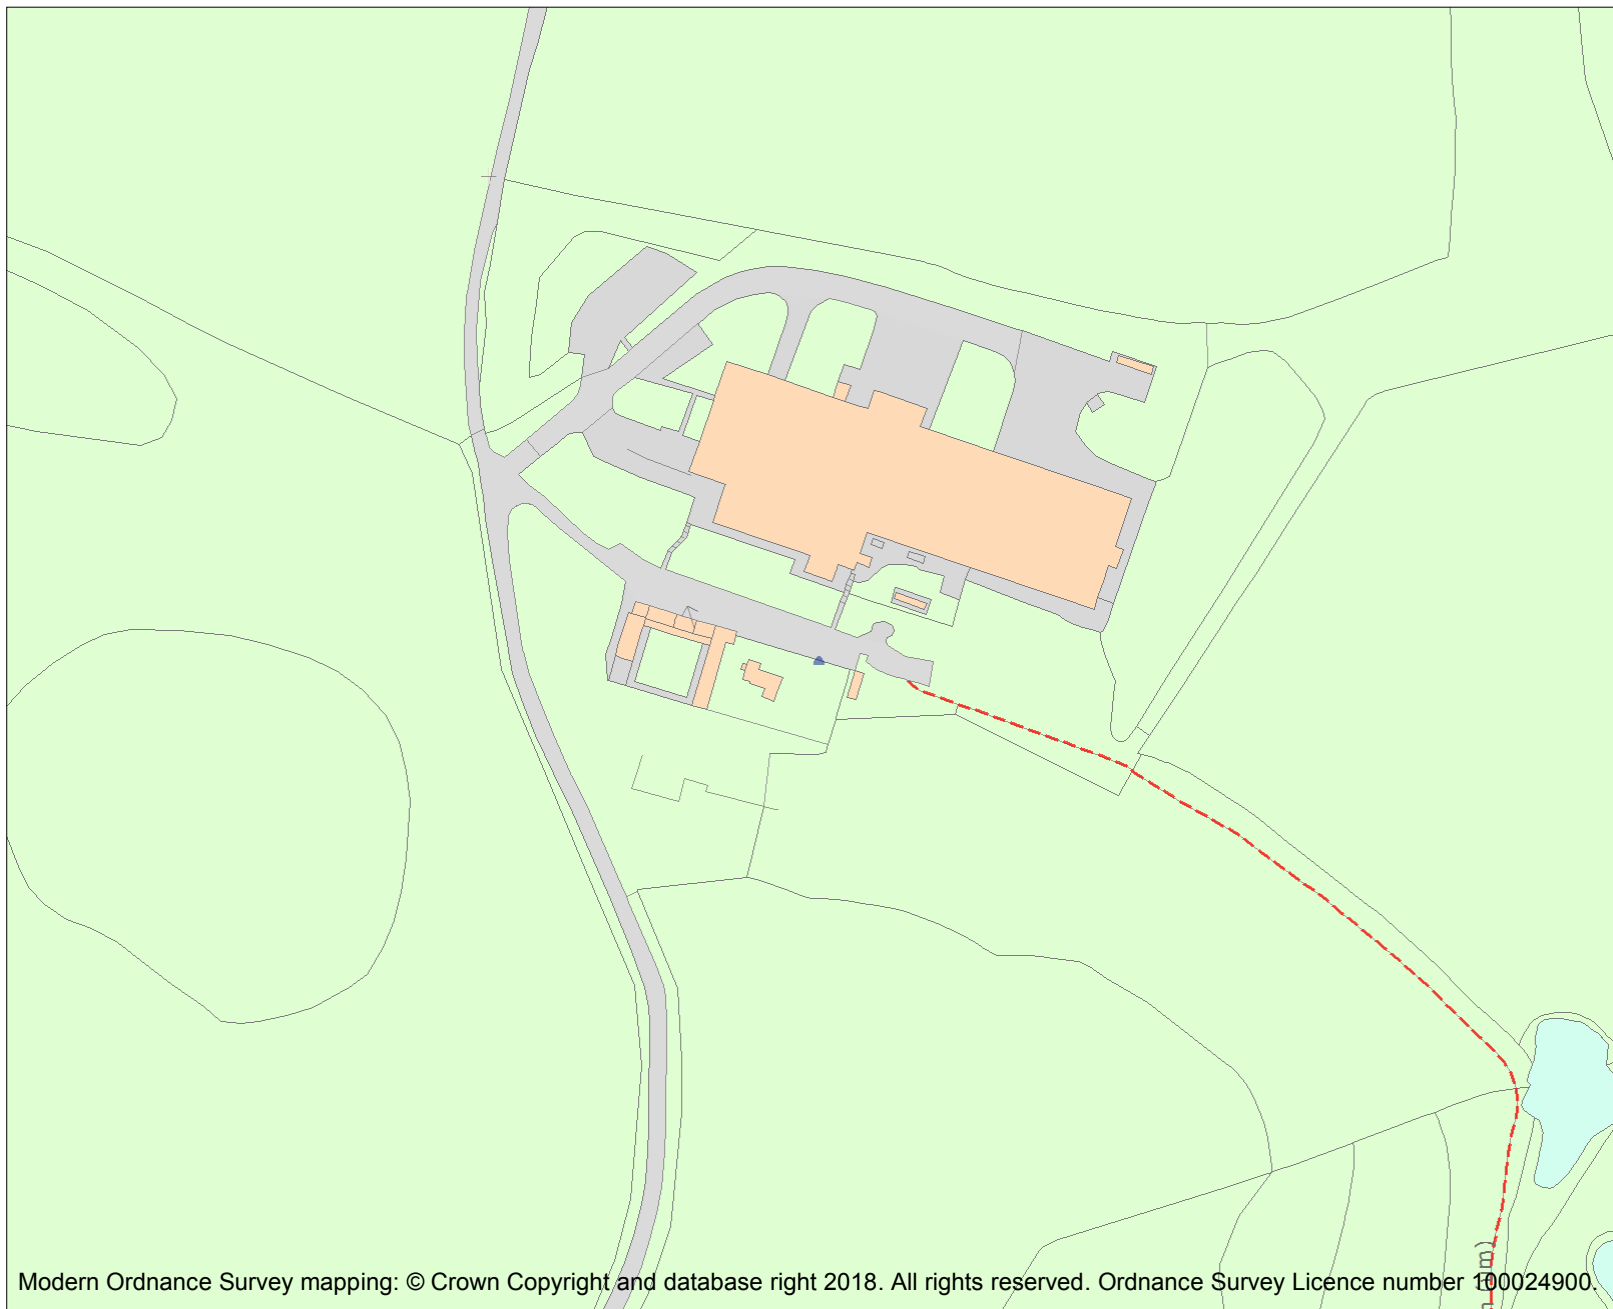 Modern Ordnance Survey mapping: © Crown Copyright and database right 2018. All rights reserved. Ordnance Survey Licence number 100024900.